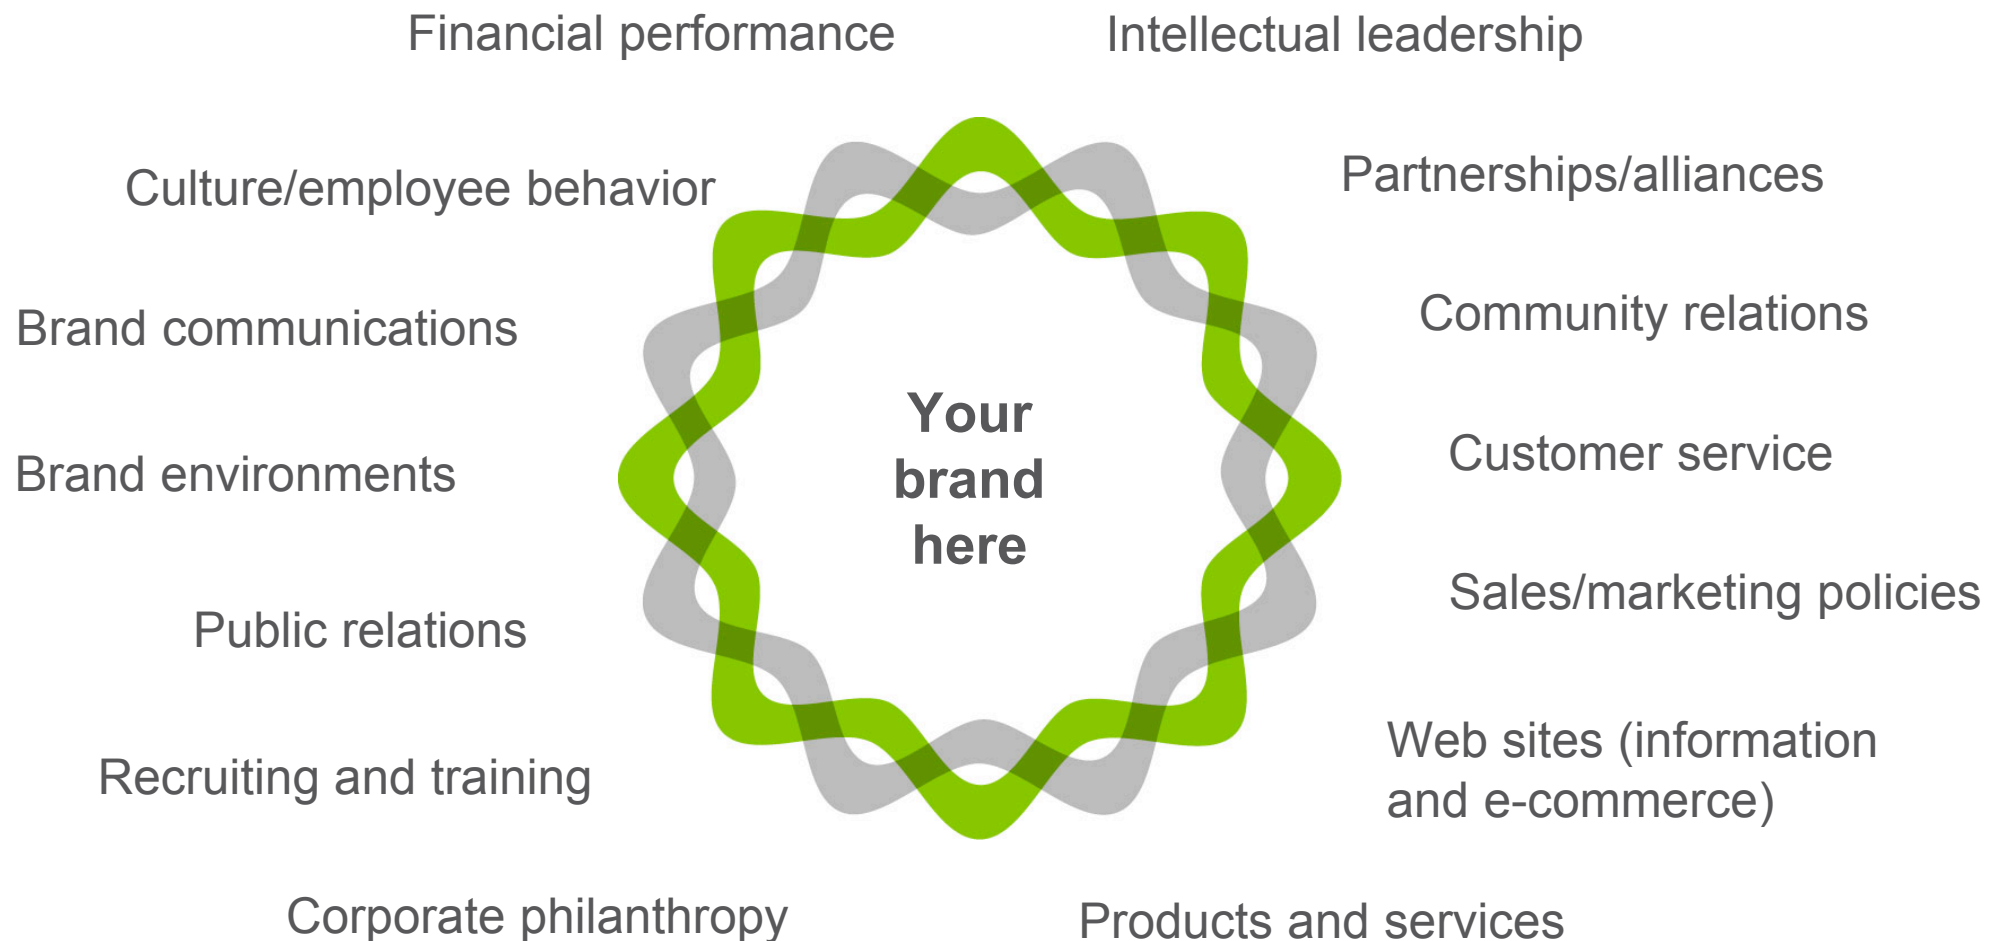 Financial performance
Intellectual leadership
Culture/employee behavior
Partnerships/alliances
Brand communications
Community relations
Your
brand
here
Brand environments
Customer service
Public relations
Sales/marketing policies
Recruiting and training
Web sites (information
and e-commerce)
Corporate philanthropy
Products and services